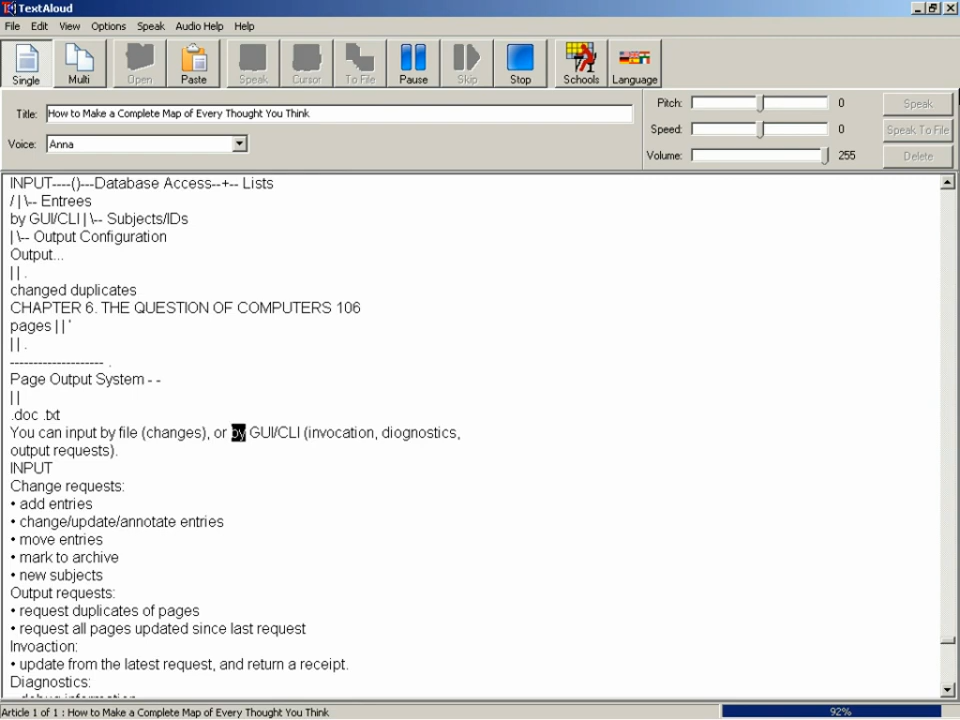 TextAloud
File Edit View Options Speak Audio Help Help
Single Multi Open Paste Speak Cursor To File Pause Skip Stop Schools Language
Title: How to Make a Complete Map of Every Thought You Think
Pitch: 0 Speak
Speed: 0 Speak To File
Voice: Anna
Volume: 255 Delete
INPUT----()---Database Access--+-- Lists
/ | \-- Entrees
by GUI/CLI | \-- Subjects/IDs
| \-- Output Configuration
Output...
| | .
changed duplicates
CHAPTER 6. THE QUESTION OF COMPUTERS 106
pages | | '
| | .
-------------------- .
Page Output System - -
| |
.doc .txt
You can input by file (changes), or by GUI/CLI (invocation, diognostics,
output requests).
INPUT
Change requests:
• add entries
• change/update/annotate entries
• move entries
• mark to archive
• new subjects
Output requests:
• request duplicates of pages
• request all pages updated since last request
Invoaction:
• update from the latest request, and return a receipt.
Diagnostics:
• debug information
Article 1 of 1 : How to Make a Complete Map of Every Thought You Think 92%